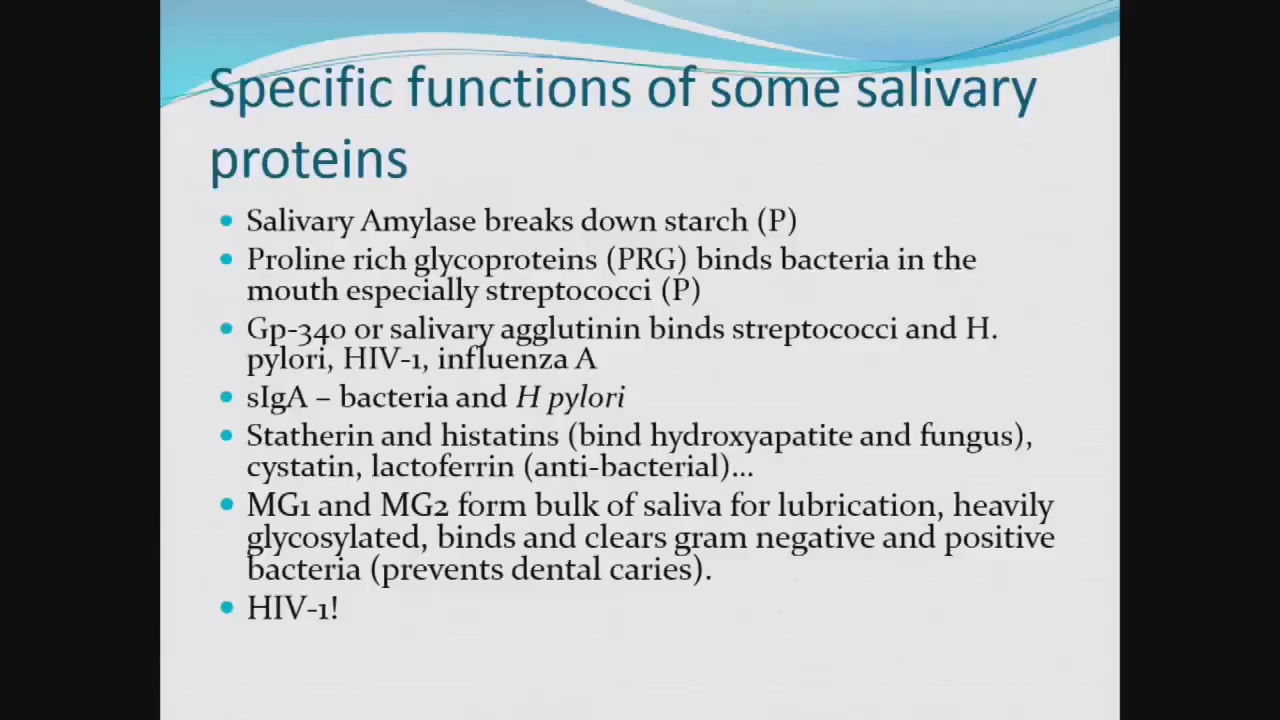 Specific functions of some salivary
proteins
• Salivary Amylase breaks down starch (P)
• Proline rich glycoproteins (PRG) binds bacteria in the
mouth especially streptococci (P)
• Gp-340 or salivary agglutinin binds streptococci and H.
pylori, HIV-1, influenza A
• sIgA – bacteria and H pylori
• Statherin and histatins (bind hydroxyapatite and fungus),
cystatin, lactoferrin (anti-bacterial)...
• MG1 and MG2 form bulk of saliva for lubrication, heavily
glycosylated, binds and clears gram negative and positive
bacteria (prevents dental caries).
• HIV-1!